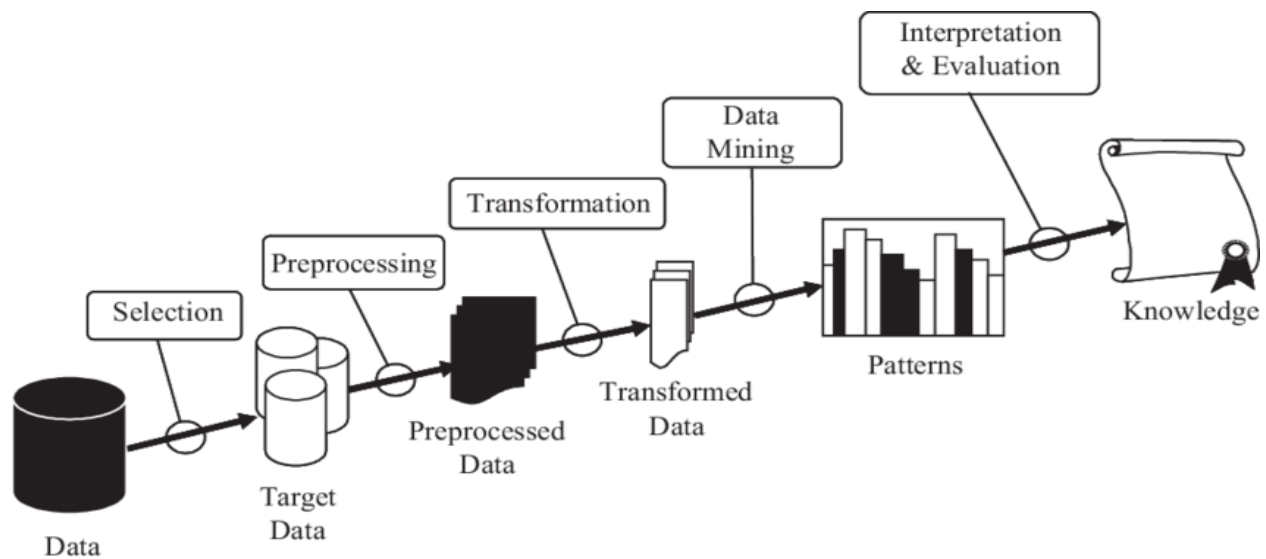 Interpretation
& Evaluation
Data
Mining
Transformation
Preprocessing
Selection
Knowledge
Patterns
Transformed
Data
Preprocessed
Data
Target
Data
Data